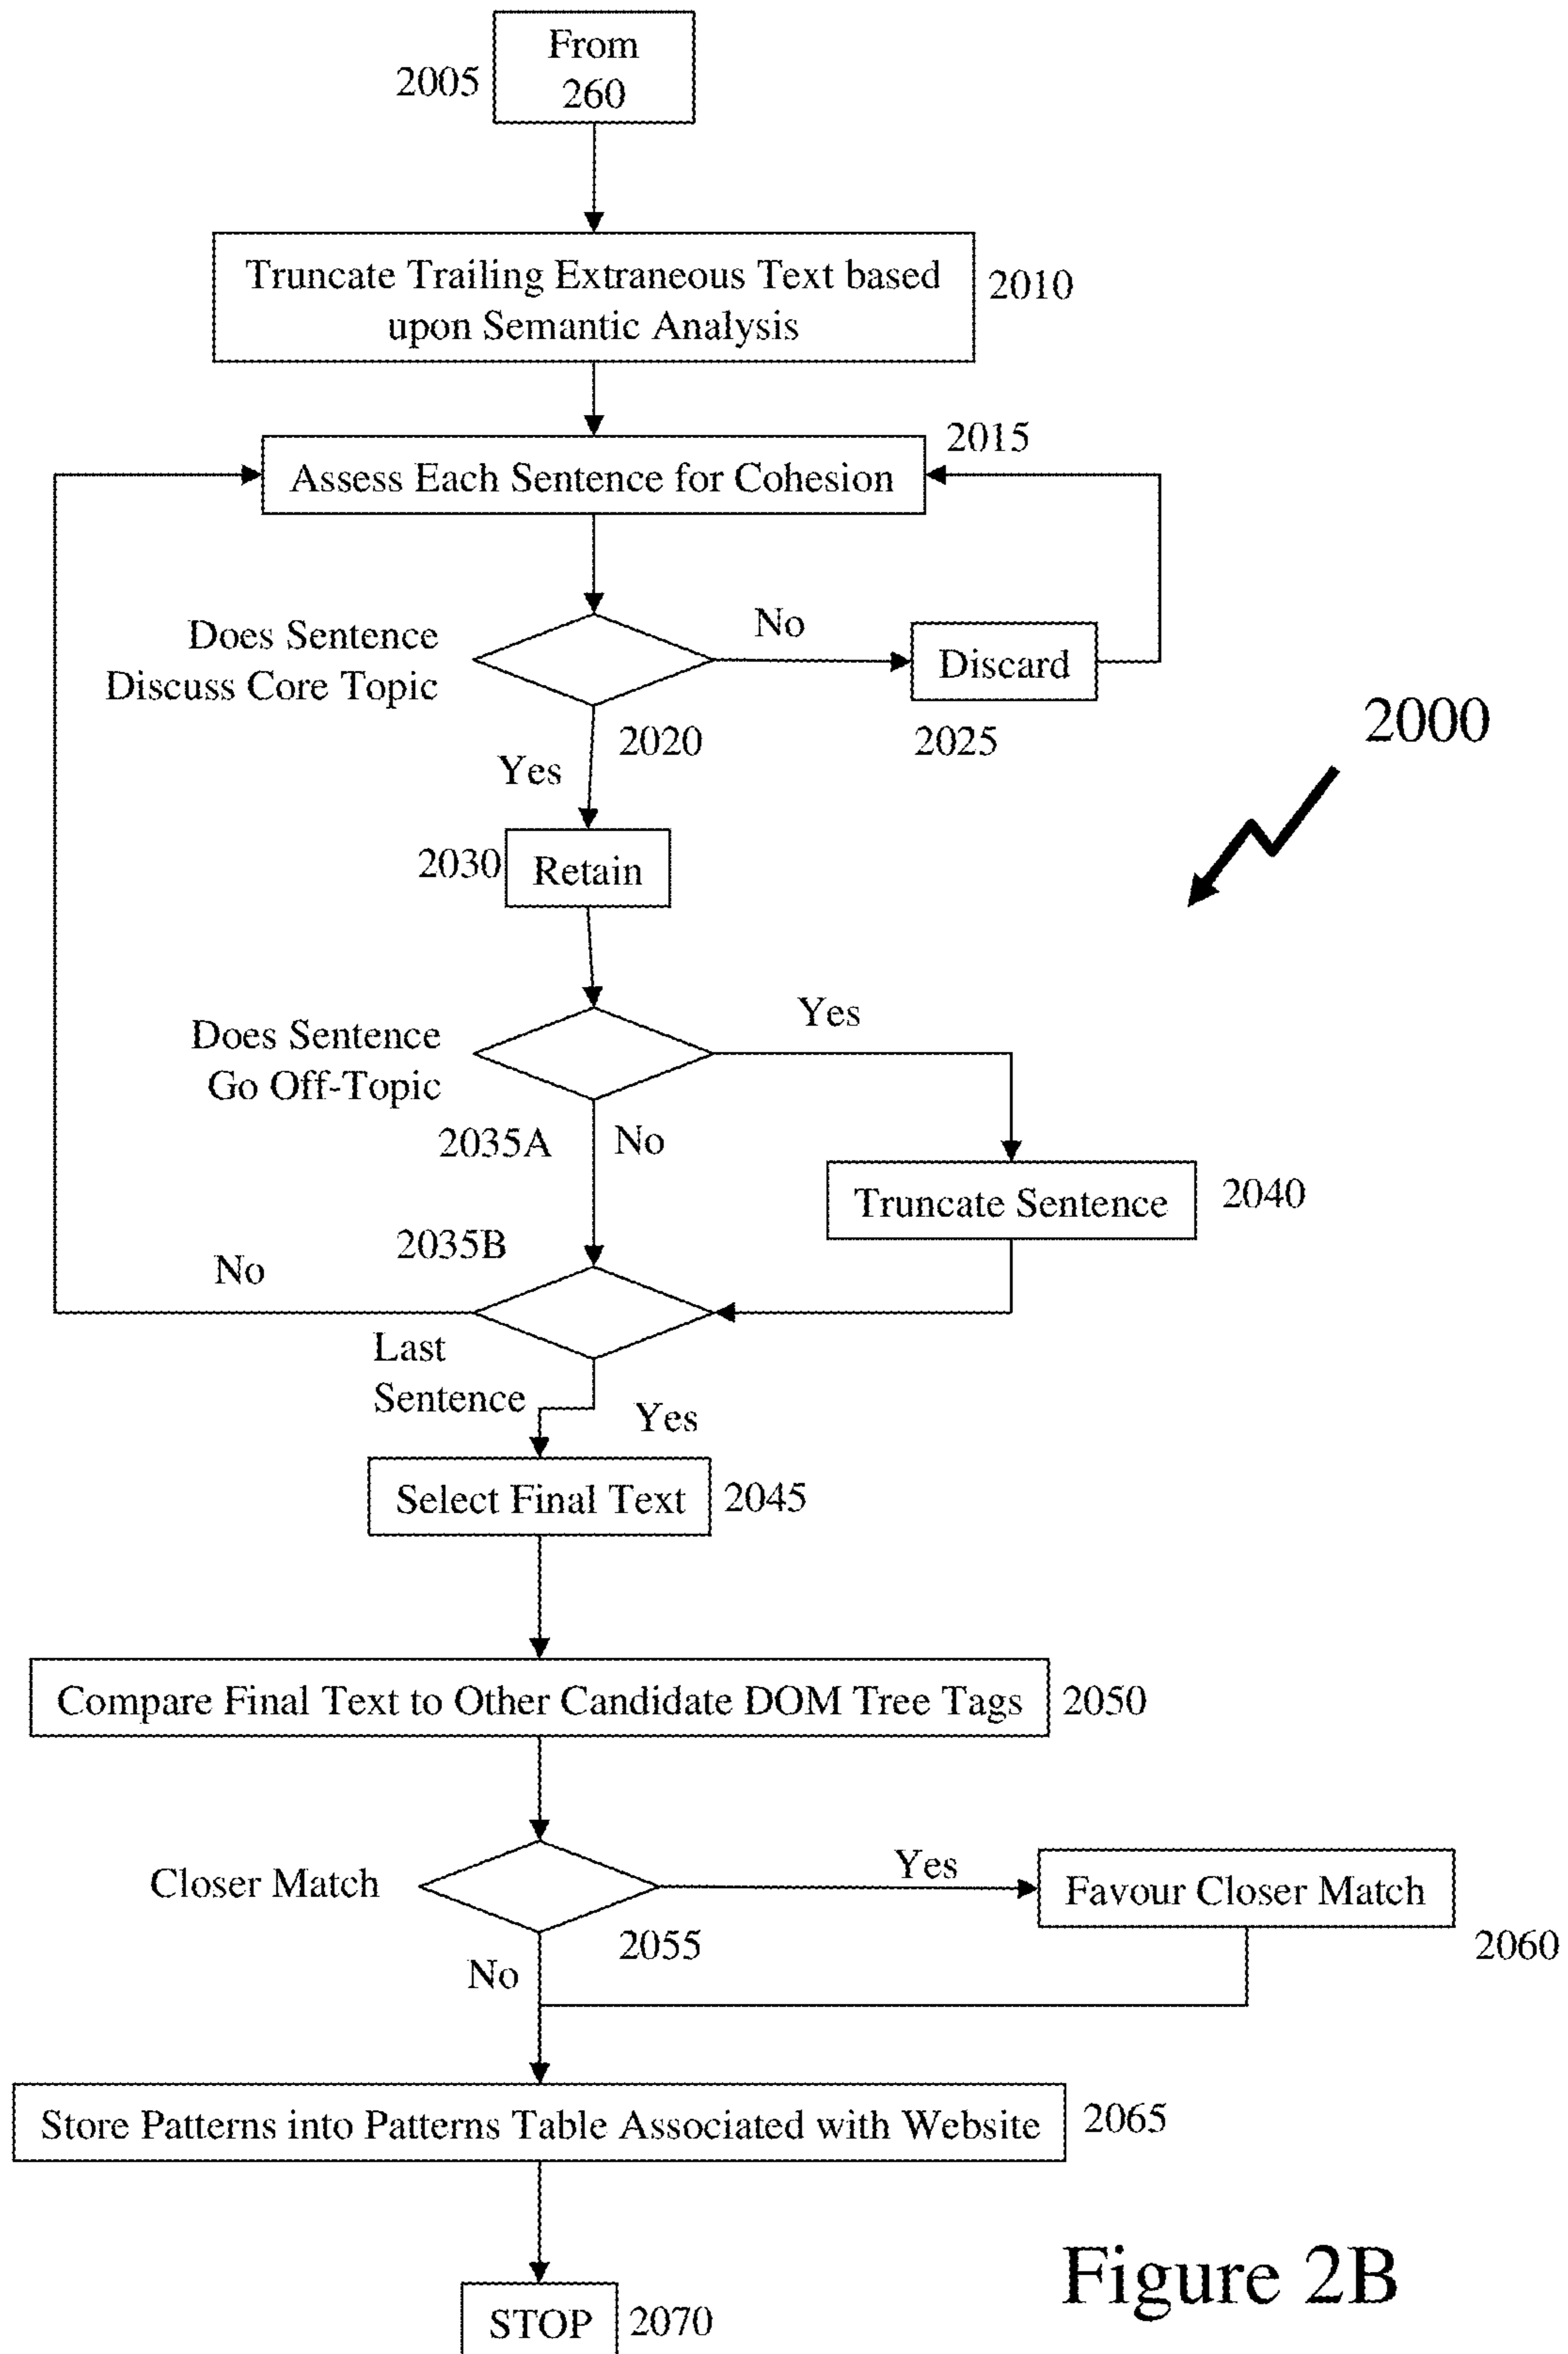 From
260
2005
Truncate Trailing Extraneous Text based
upon Semantic Analysis
2010
2015
Assess Each Sentence for Cohesion
Does Sentence
Discuss Core Topic
No
Discard
2020
2025
2000
Yes
2030
Retain
Does Sentence
Go Off-Topic
Yes
2035A
No
Truncate Sentence
2040
2035B
No
Last
Sentence
Yes
Select Final Text
2045
Compare Final Text to Other Candidate DOM Tree Tags
2050
Closer Match
Yes
Favour Closer Match
2055
2060
No
Store Patterns into Patterns Table Associated with Website
2065
STOP
2070
Figure 2B